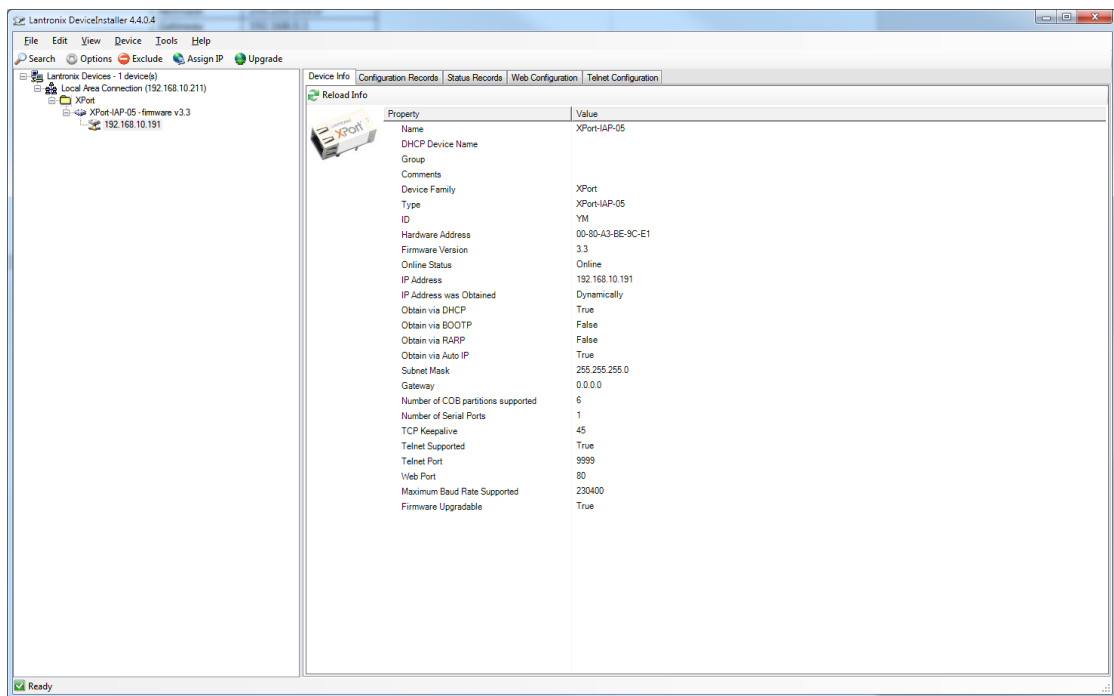 Lantronix DeviceInstaller 4.4.0.4
File Edit View Device Tools Help
Search Options Exclude Assign IP Upgrade
Lantronix Devices - 1 device(s)
Local Area Connection (192.168.10.211)
XPort
XPort-IAP-05 - firmware v3.3
192.168.10.191
Device Info Configuration Records Status Records Web Configuration Telnet Configuration
Reload Info
Property Value
Name XPort-IAP-05
DHCP Device Name
Group
Comments
Device Family XPort
Type XPort-IAP-05
ID YM
Hardware Address 00-80-A3-BE-9C-E1
Firmware Version 3.3
Online Status Online
IP Address 192.168.10.191
IP Address was Obtained Dynamically
Obtain via DHCP True
Obtain via BOOTP False
Obtain via RARP False
Obtain via Auto IP True
Subnet Mask 255.255.255.0
Gateway 0.0.0.0
Number of COB partitions supported 6
Number of Serial Ports 1
TCP Keepalive 45
Telnet Supported True
Telnet Port 9999
Web Port 80
Maximum Baud Rate Supported 230400
Firmware Upgradable True
XPort
Ready